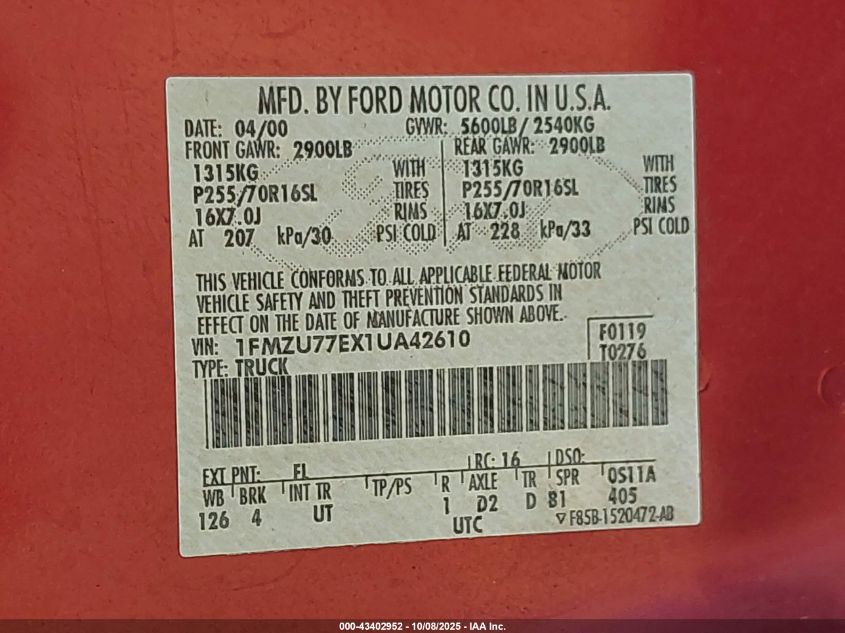 MFD. BY FORD MOTOR CO. IN U.S.A.
DATE: 04/00 GVWR: 5600LB/ 2540KG
FRONT GAWR: 2900LB REAR GAWR: 2900LB
1315KG WITH 1315KG WITH
P255/70R16SL TIRES P255/70R16SL TIRES
16X7.0J RIMS 16X7.0J RIMS
AT 207 kPa/30 PSI COLD AT 228 kPa/33 PSI COLD
THIS VEHICLE CONFORMS TO ALL APPLICABLE FEDERAL MOTOR
VEHICLE SAFETY AND THEFT PREVENTION STANDARDS IN
EFFECT ON THE DATE OF MANUFACTURE SHOWN ABOVE.
VIN: 1FMZU77EX1UA42610 F0119
TYPE: TRUCK T0276
EXT PNT: FL RC: 16 DSO:
WB BRK INT TR TP/PS R AXLE TR SPR 0S11A
126 4 UT 1 D2 D 81 405
UTC ▽F85B-1520472-AB
000-43402952 - 10/08/2025 - IAA Inc.